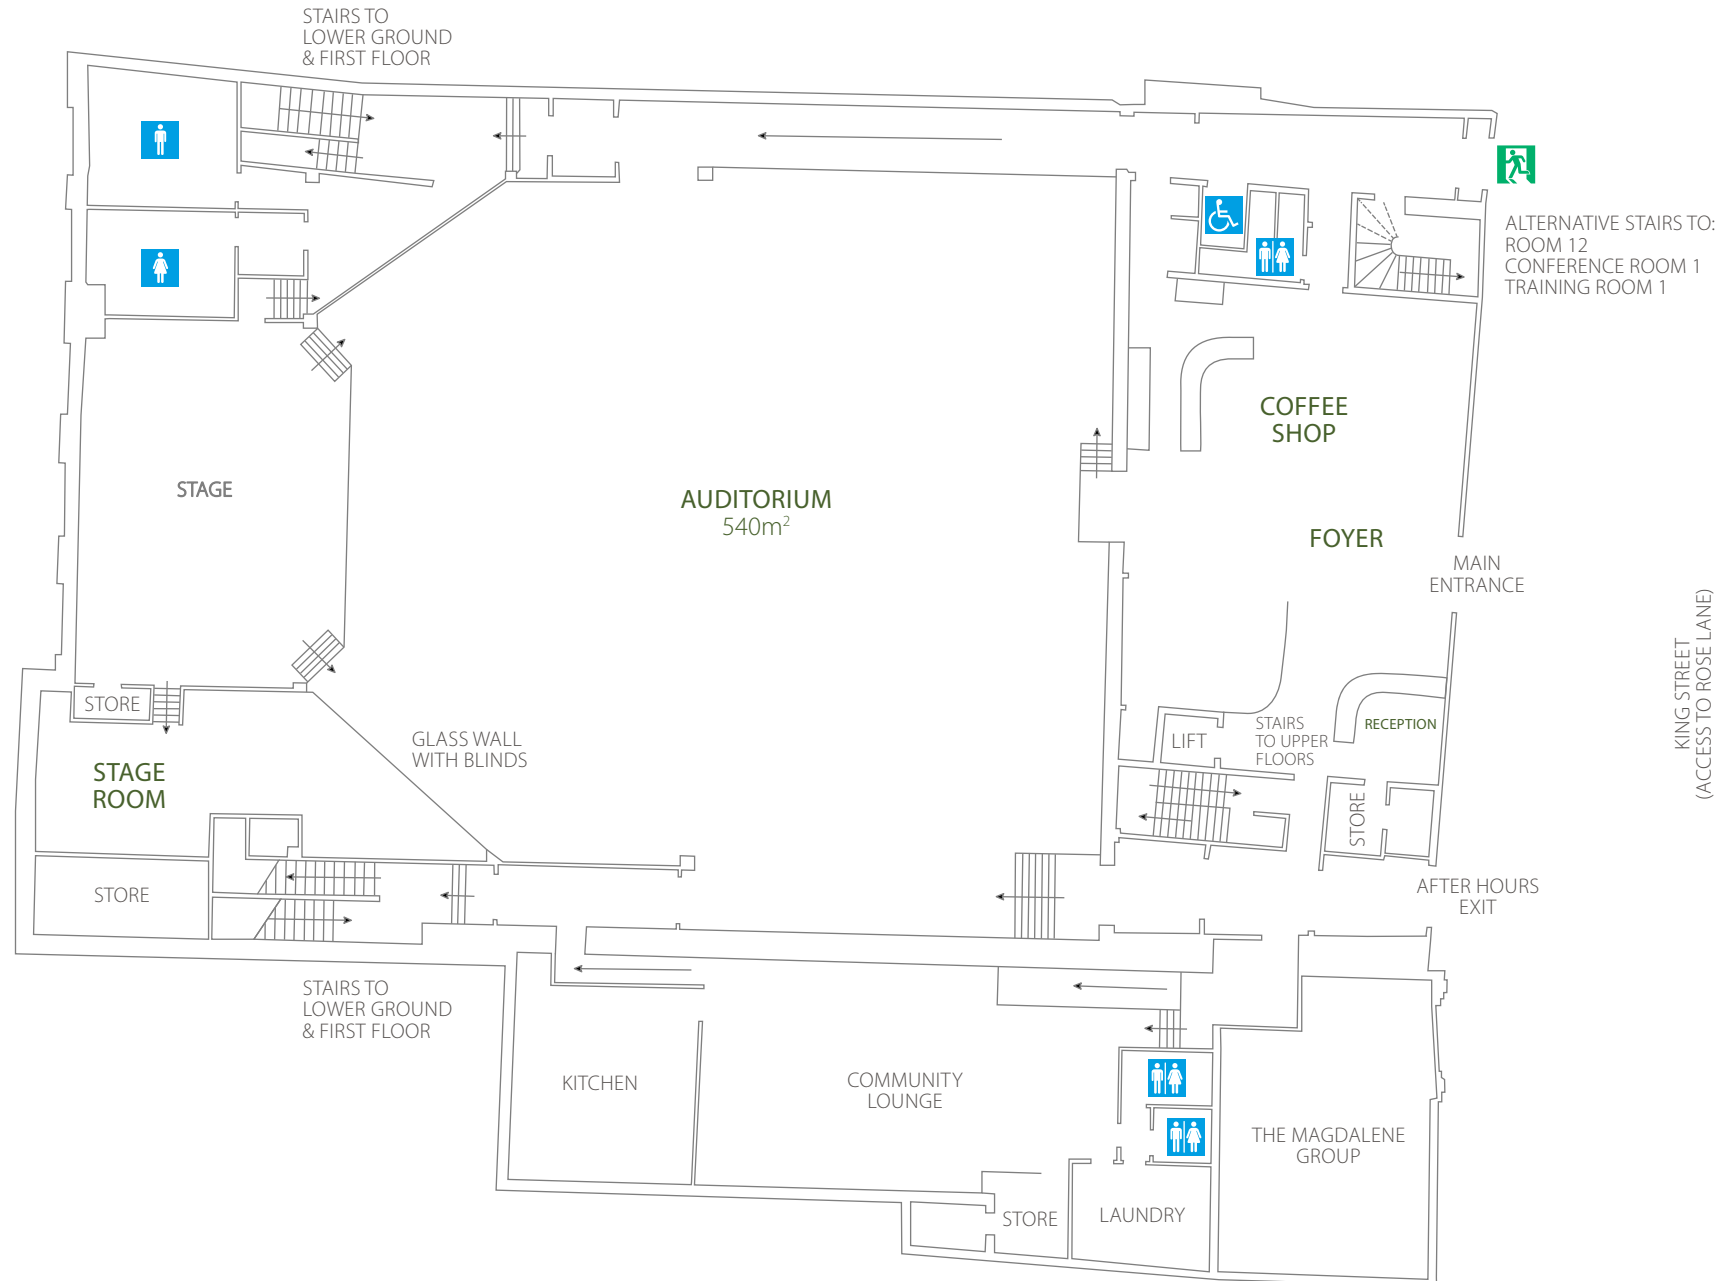 STAIRS TO
LOWER GROUND
& FIRST FLOOR
ALTERNATIVE STAIRS TO:
ROOM 12
CONFERENCE ROOM 1
TRAINING ROOM 1
COFFEE
SHOP
STAGE
AUDITORIUM
540m²
FOYER
MAIN
ENTRANCE
KING STREET
(ACCESS TO ROSE LANE)
STORE
GLASS WALL
WITH BLINDS
LIFT
STAIRS
TO UPPER
FLOORS
RECEPTION
STAGE
ROOM
STORE
STORE
AFTER HOURS
EXIT
STAIRS TO
LOWER GROUND
& FIRST FLOOR
KITCHEN
COMMUNITY
LOUNGE
THE MAGDALENE
GROUP
STORE
LAUNDRY